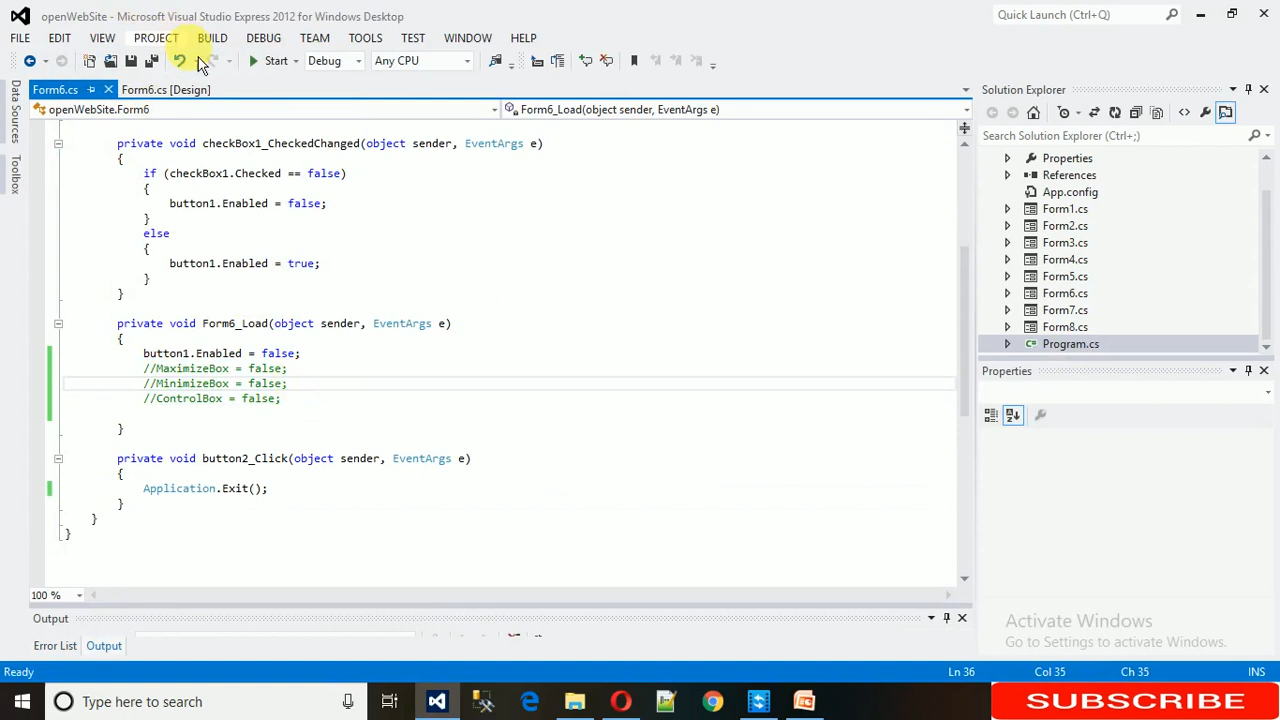 openWebSite - Microsoft Visual Studio Express 2012 for Windows Desktop
Quick Launch (Ctrl+Q)
FILE EDIT VIEW PROJECT BUILD DEBUG TEAM TOOLS TEST WINDOW HELP
Start Debug Any CPU
Data Sources
Toolbox
Form6.cs Form6.cs [Design]
openWebSite.Form6 Form6_Load(object sender, EventArgs e)
private void checkBox1_CheckedChanged(object sender, EventArgs e)
{
if (checkBox1.Checked == false)
{
button1.Enabled = false;
}
else
{
button1.Enabled = true;
}
}
private void Form6_Load(object sender, EventArgs e)
{
button1.Enabled = false;
//MaximizeBox = false;
//MinimizeBox = false;
//ControlBox = false;
}
private void button2_Click(object sender, EventArgs e)
{
Application.Exit();
}
}
}
100 %
Output
Error List Output
Solution Explorer
Search Solution Explorer (Ctrl+;)
Properties
References
App.config
Form1.cs
Form2.cs
Form3.cs
Form4.cs
Form5.cs
Form6.cs
Form7.cs
Form8.cs
Program.cs
Properties
Activate Windows
Go to Settings to activate Windows.
Ready Ln 36 Col 35 Ch 35 INS
Type here to search
SUBSCRIBE